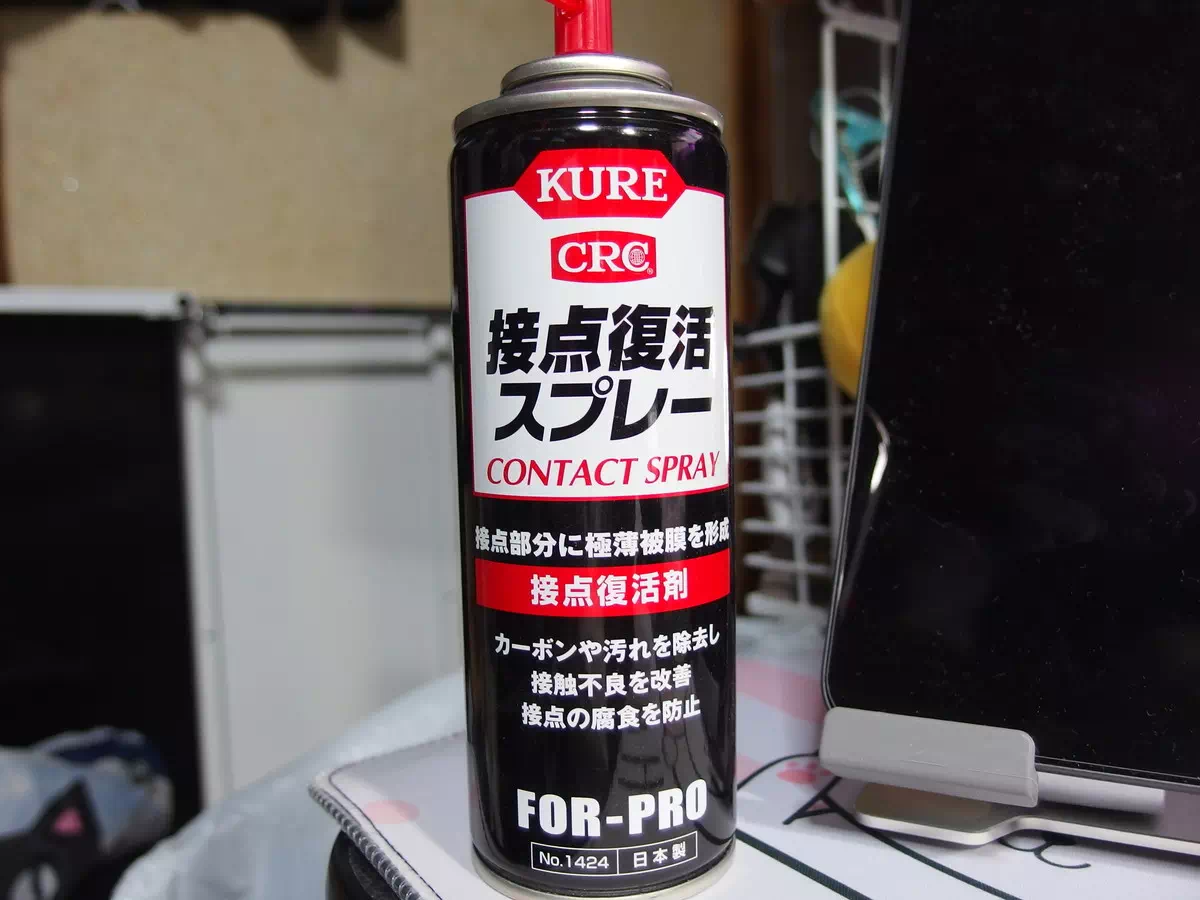 KURE
CRC
接点復活
スプレー
CONTACT SPRAY
接点部分に極薄被膜を形成
接点復活剤
カーボンや汚れを除去し
接触不良を改善
接点の腐食を防止
FOR-PRO
No.1424 日本製